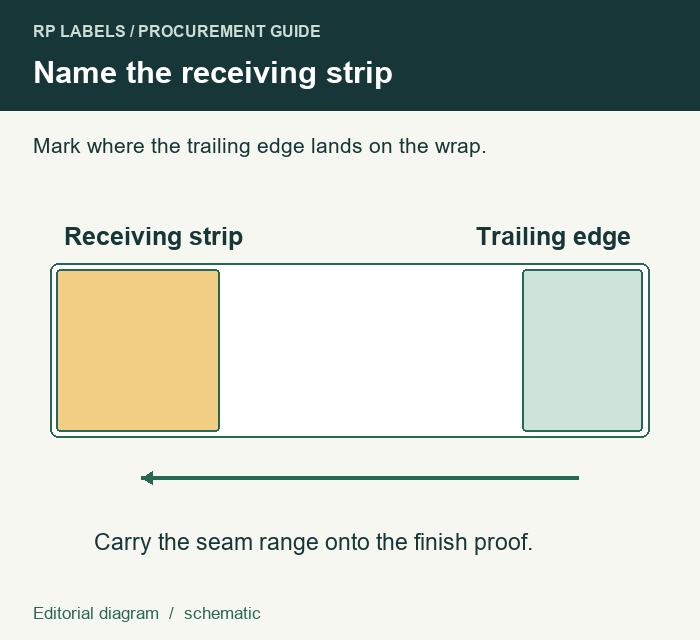 RP LABELS / PROCUREMENT GUIDE
Name the receiving strip
Mark where the trailing edge lands on the wrap.
Receiving strip
Trailing edge
Carry the seam range onto the finish proof.
Editorial diagram / schematic